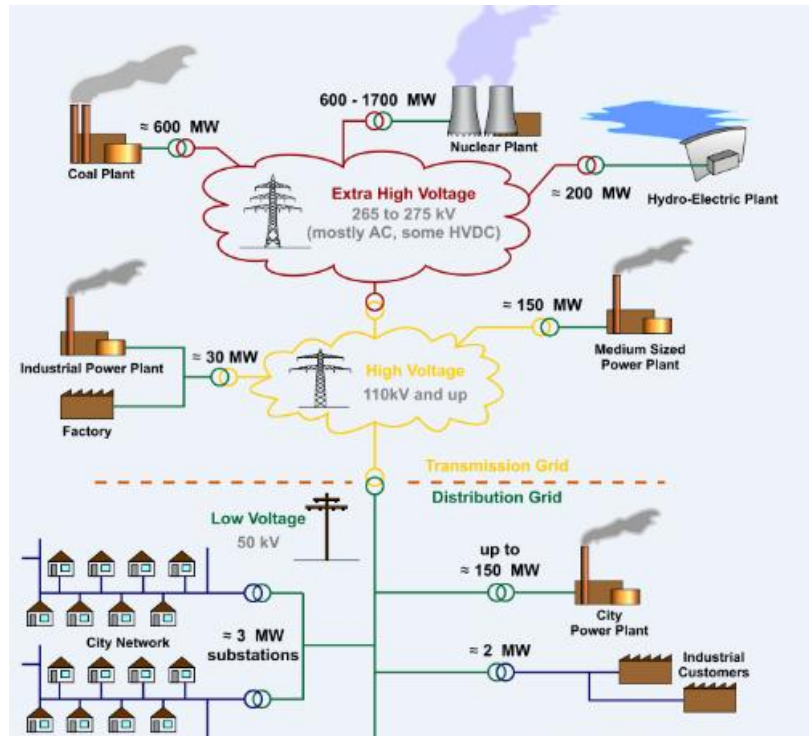 ≈ 600 MW
Coal Plant
600 - 1700 MW
Nuclear Plant
≈ 200 MW
Hydro-Electric Plant
Extra High Voltage
265 to 275 kV
(mostly AC, some HVDC)
≈ 150 MW
Medium Sized
Power Plant
≈ 30 MW
Industrial Power Plant
Factory
High Voltage
110kV and up
Transmission Grid
Distribution Grid
Low Voltage
50 kV
up to
≈ 150 MW
City
Power Plant
City Network
≈ 3 MW
substations
≈ 2 MW
Industrial
Customers